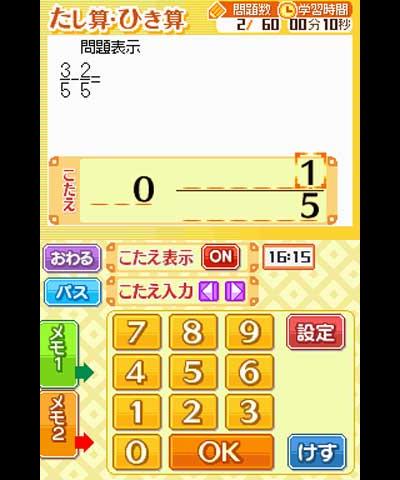 たし算・ひき算
問題数 学習時間
2/ 60 00分10秒
問題表示
3/5-2/5=
こたえ
0 1/5
おわる こたえ表示 ON 16:15
パス こたえ入力
メモ1
メモ2
7 8 9 設定
4 5 6
1 2 3
0 OK けす